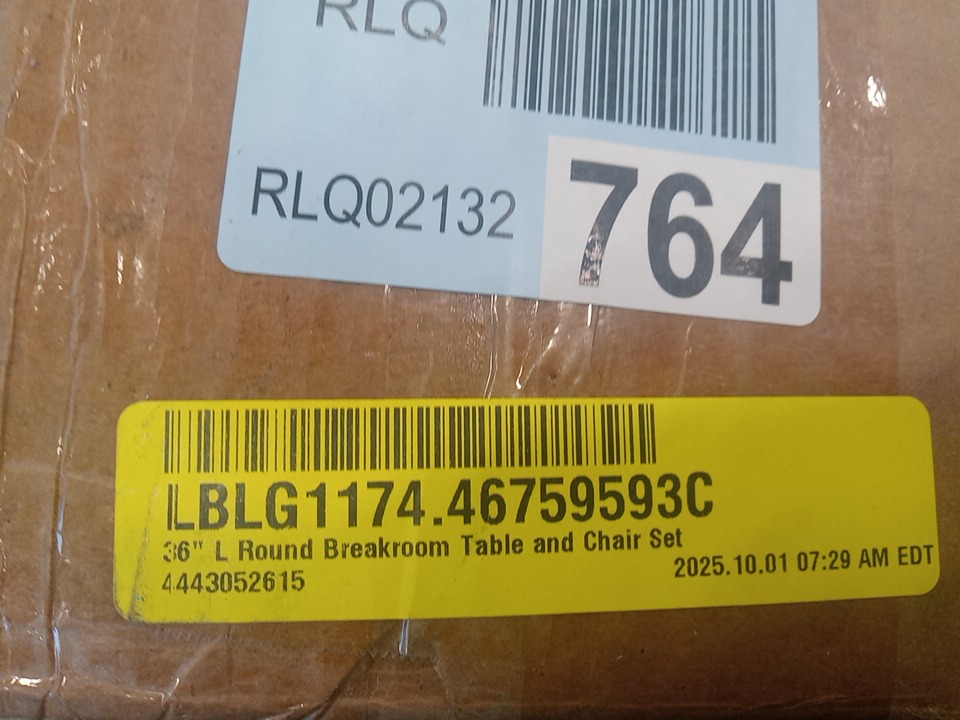 RLQ
RLQ02132
764
LBLG1174.46759593C
36" L Round Breakroom Table and Chair Set
4443052615
2025.10.01 07:29 AM EDT